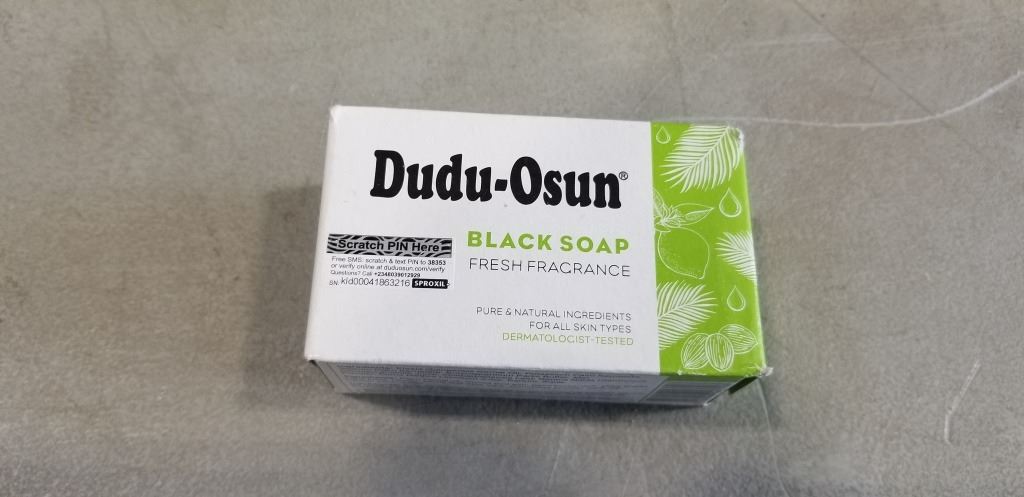 Dudu-Osun®
BLACK SOAP
FRESH FRAGRANCE
Scratch PIN Here
Free SMS: scratch & text PIN to 38353
or verify online at duduosun.com/verify
Questions? Call +2348039012929
SN: kld00041863216 SPROXIL
PURE & NATURAL INGREDIENTS
FOR ALL SKIN TYPES
DERMATOLOGIST-TESTED